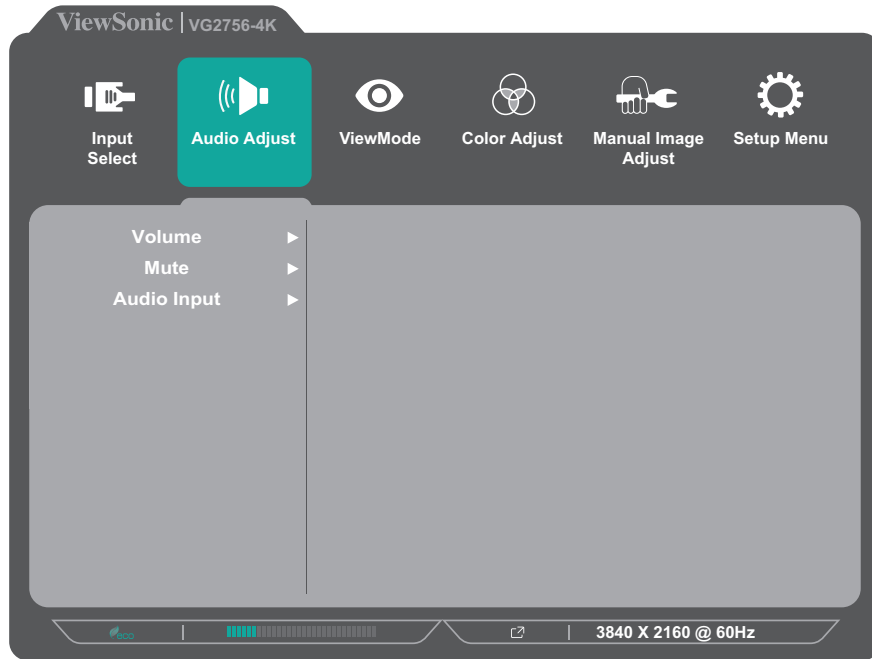 ViewSonic | VG2756-4K
Input Select
Audio Adjust
ViewMode
Color Adjust
Manual Image Adjust
Setup Menu
Volume
Mute
Audio Input
eco
3840 X 2160 @ 60Hz